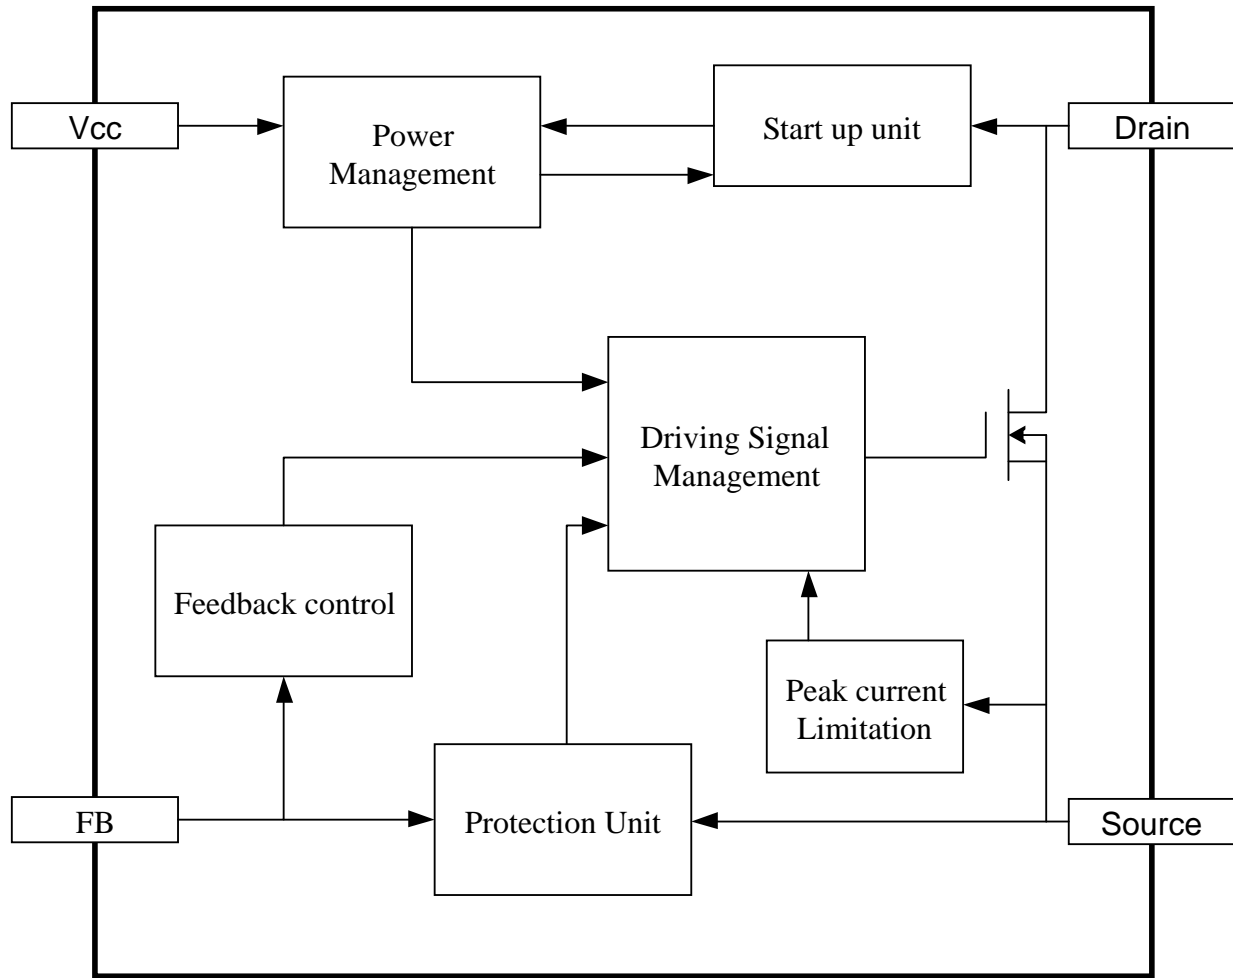 Vcc
Power
Management
Start up unit
Drain
Driving Signal
Management
Feedback control
Peak current
Limitation
FB
Protection Unit
Source